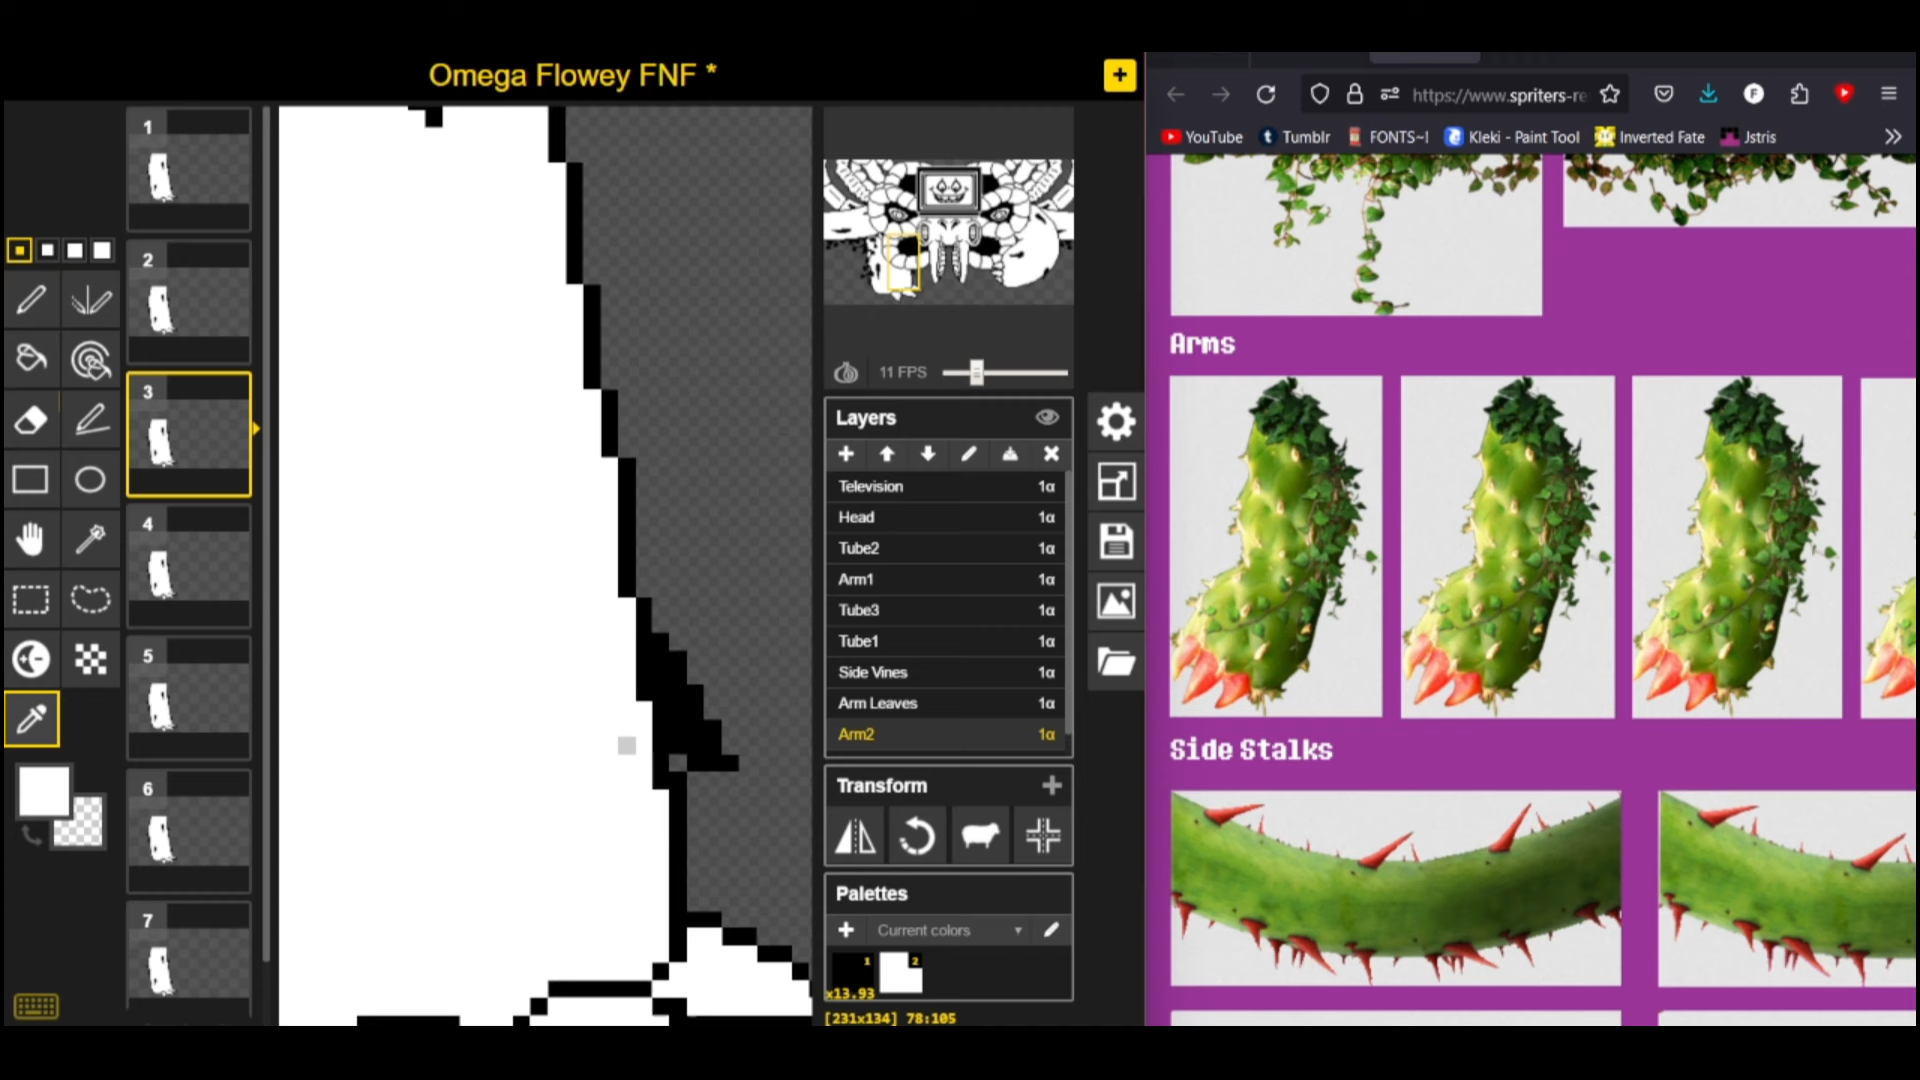 Omega Flowey FNF *
+
1
2
3
4
5
6
7
11 FPS
Layers
Television 1α
Head 1α
Tube2 1α
Arm1 1α
Tube3 1α
Tube1 1α
Side Vines 1α
Arm Leaves 1α
Arm2 1α
Transform
Palettes
Current colors
1
2
x13.93
[231x134] 78:105
https://www.spriters-re
YouTube
Tumblr
FONTS~!
Kleki - Paint Tool
Inverted Fate
Jstris
Arms
Side Stalks